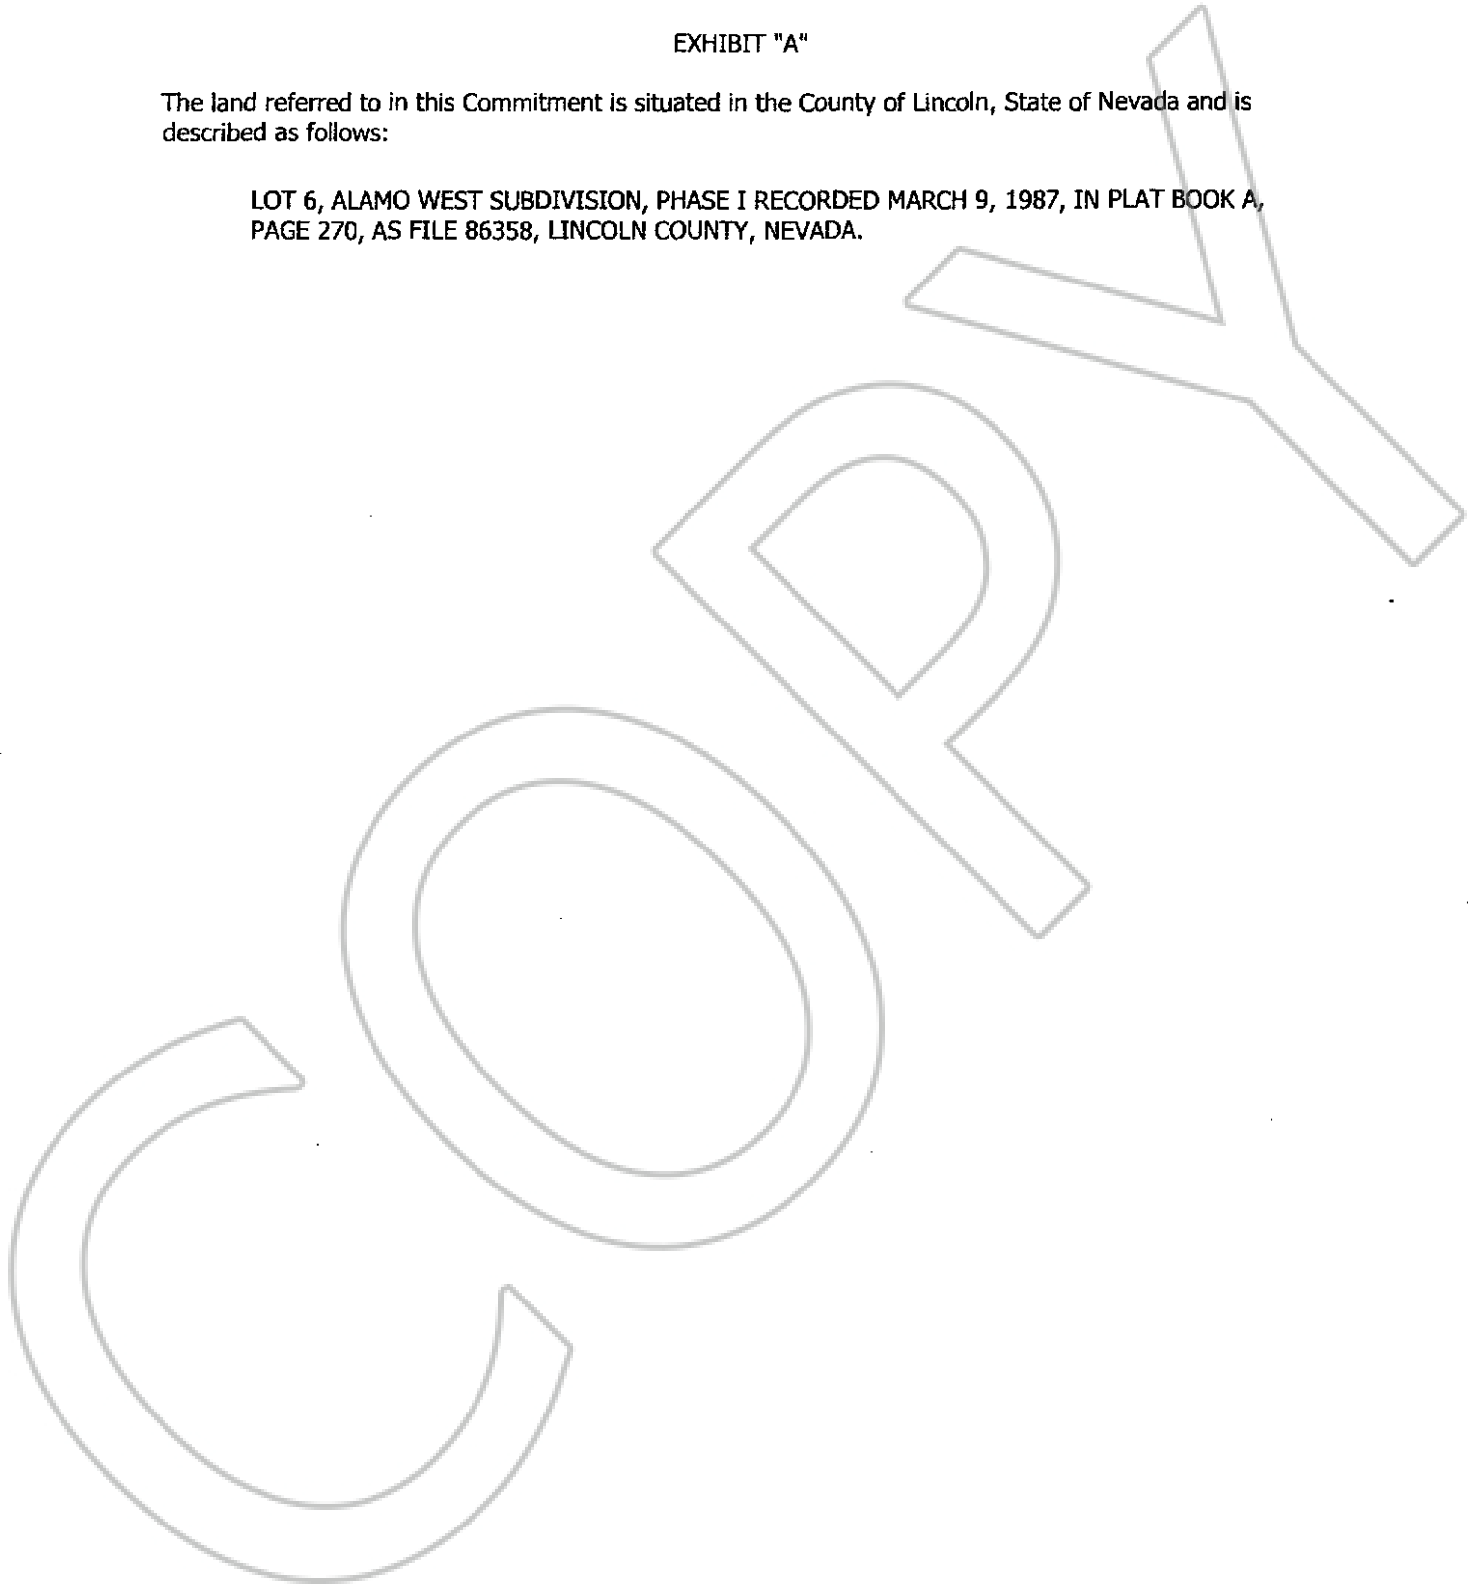 EXHIBIT "A"
The land referred to in this Commitment is situated in the County of Lincoln, State of Nevada and is
described as follows:
LOT 6, ALAMO WEST SUBDIVISION, PHASE I RECORDED MARCH 9, 1987, IN PLAT BOOK A,
PAGE 270, AS FILE 86358, LINCOLN COUNTY, NEVADA.
COPY